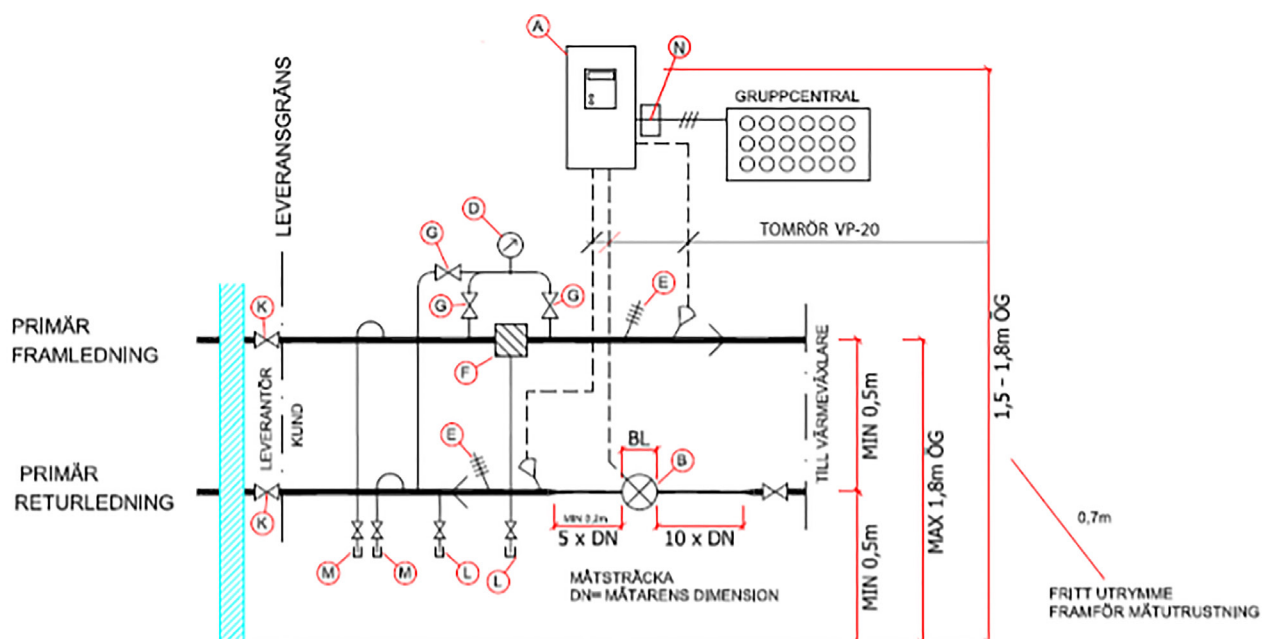 A
N
GRUPPCENTRAL
LEVERANSGRÄNS
D
TOMRÖR VP-20
G
G
G
E
K
PRIMÄR
FRAMLEDNING
F
LEVERANTÖR
KUND
TILL VÄRMEVÄXLARE
MIN 0,5m
MAX 1,8m ÖG
1,5 - 1,8m ÖG
E
BL
B
PRIMÄR
RETURLEDNING
K
MIN 0,2m
5 x DN
10 x DN
MIN 0,5m
0,7m
M
M
L
L
MÄTSTRÄCKA
DN= MÄTARENS DIMENSION
FRITT UTRYMME
FRAMFÖR MÄTUTRUSTNING